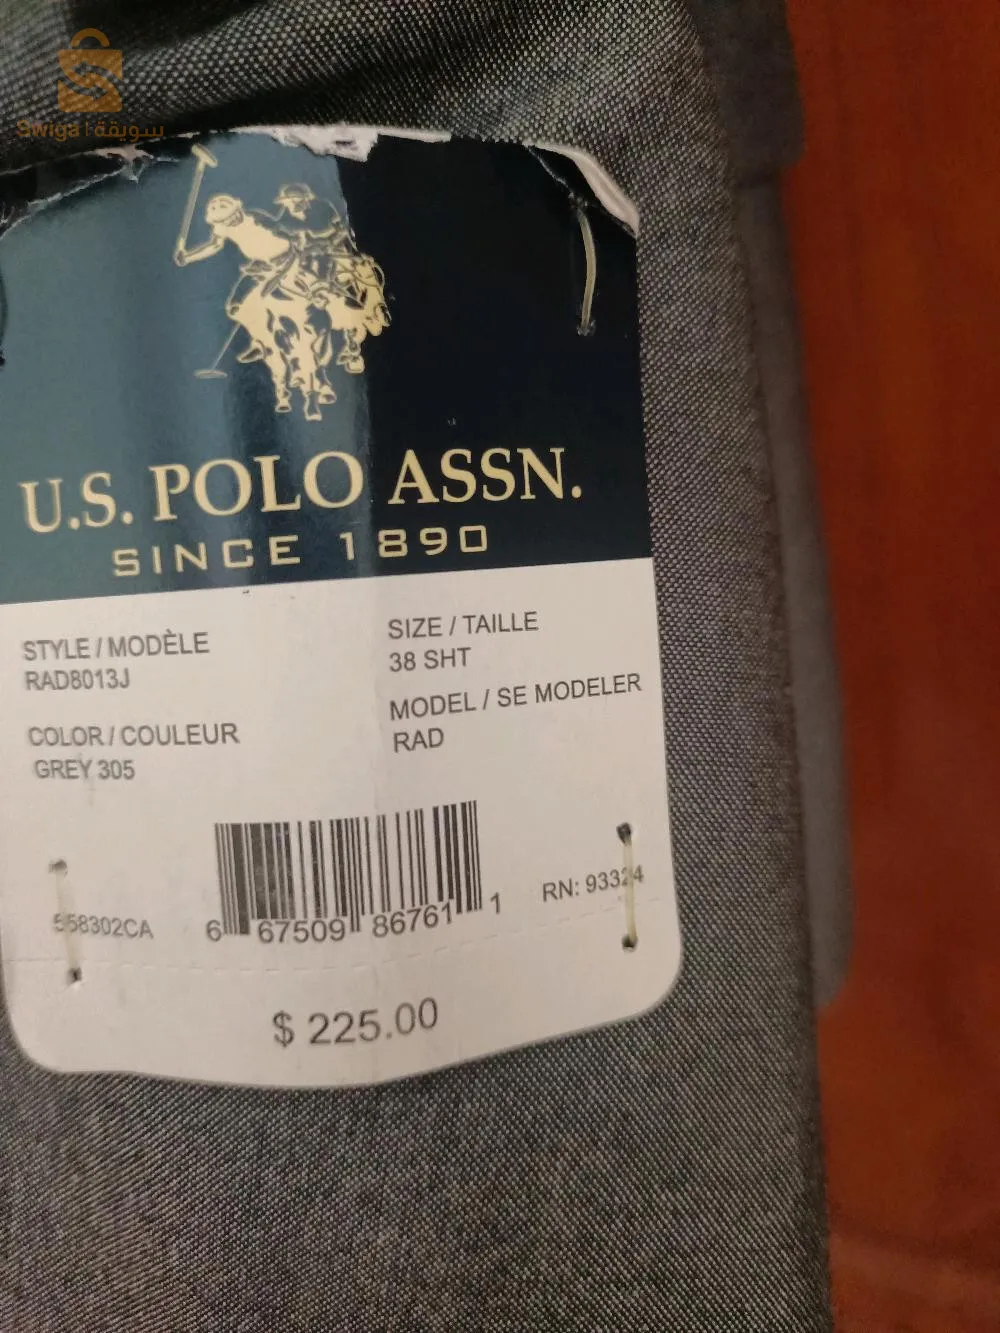 Swiga | سويقة
U.S. POLO ASSN.
SINCE 1890
STYLE / MODÈLE
RAD8013J
SIZE / TAILLE
38 SHT
COLOR / COULEUR
GREY 305
MODEL / SE MODELER
RAD
558302CA
6 67509 86761 1
RN: 93324
$ 225.00